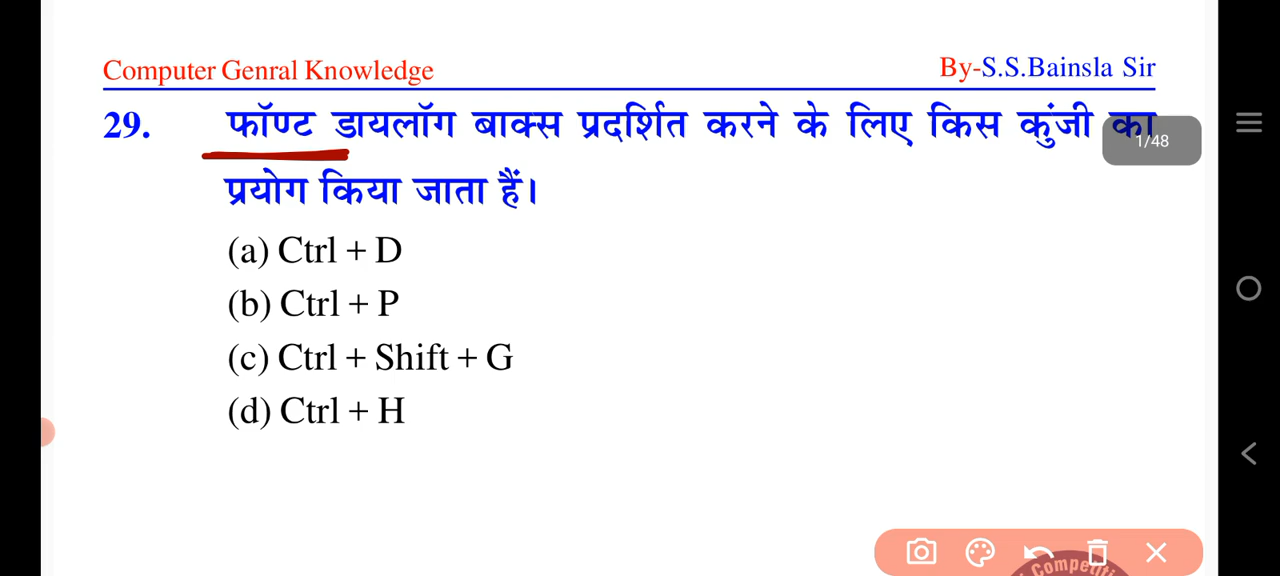 Computer Genral Knowledge By-S.S.Bainsla Sir
29. फॉण्ट डायलॉग बाक्स प्रदर्शित करने के लिए किस कुंजी का
1/48
प्रयोग किया जाता हैं।
(a) Ctrl + D
(b) Ctrl + P
(c) Ctrl + Shift + G
(d) Ctrl + H